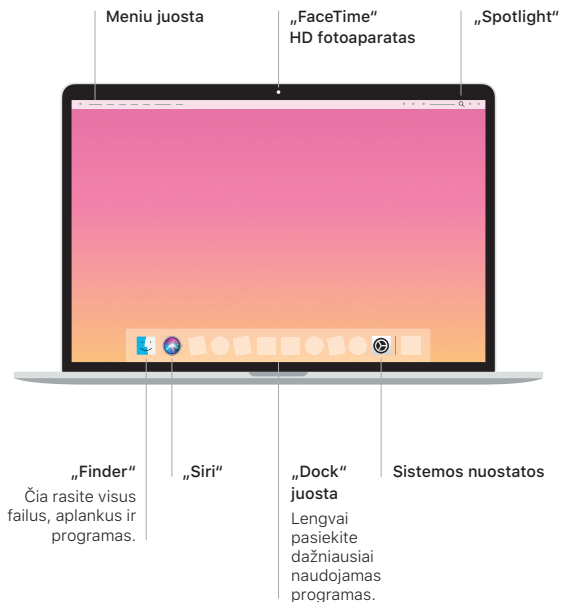 Meniu juosta
„FaceTime“
HD fotoaparatas
„Spotlight“
„Finder“
Čia rasite visus
failus, aplankus ir
programas.
„Siri“
„Dock“
juosta
Lengvai
pasiekite
dažniausiai
naudojamas
programas.
Sistemos nuostatos